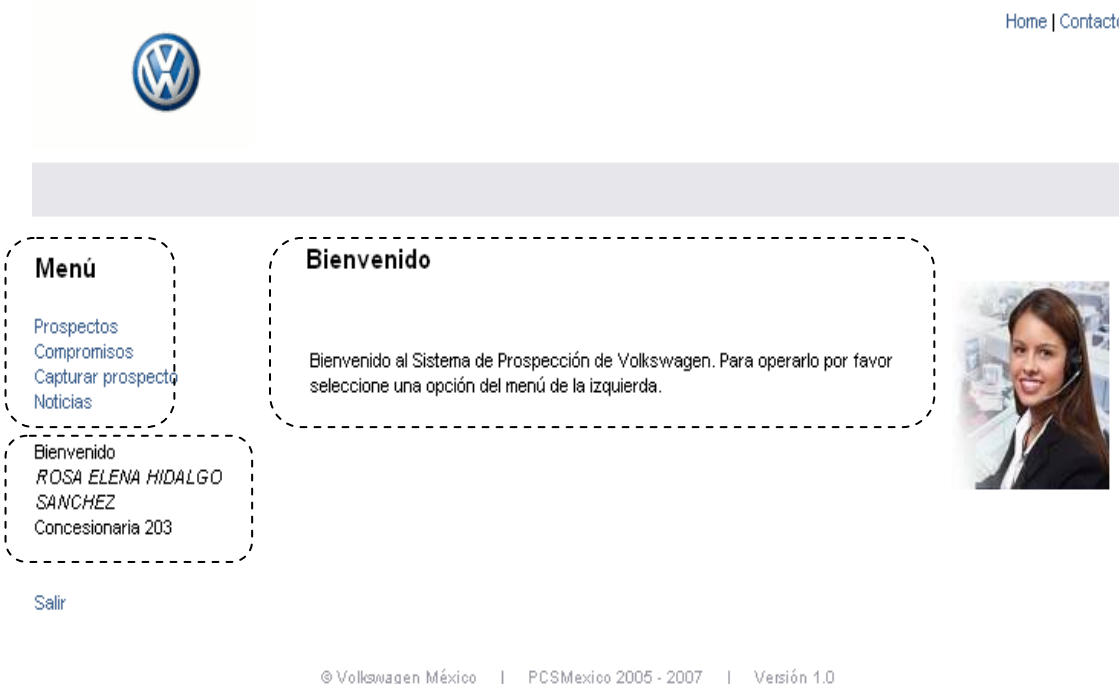 Home | Contacto
Menú
Prospectos
Compromisos
Capturar prospecto
Noticias
Bienvenido
ROSA ELENA HIDALGO
SANCHEZ
Concesionaria 203
Salir
Bienvenido
Bienvenido al Sistema de Prospección de Volkswagen. Para operarlo por favor
seleccione una opción del menú de la izquierda.
© Volkswagen México | PCSMexico 2005 - 2007 | Versión 1.0